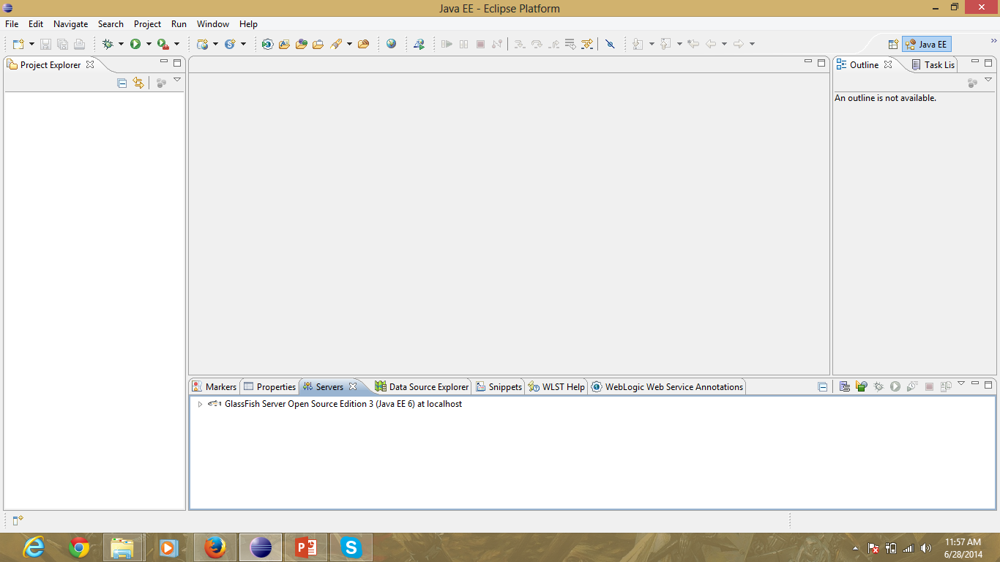 Java EE - Eclipse Platform
File Edit Navigate Search Project Run Window Help
Java EE
Project Explorer
Outline Task Lis
An outline is not available.
Markers Properties Servers Data Source Explorer Snippets WLST Help WebLogic Web Service Annotations
GlassFish Server Open Source Edition 3 (Java EE 6) at localhost
11:57 AM
6/28/2014